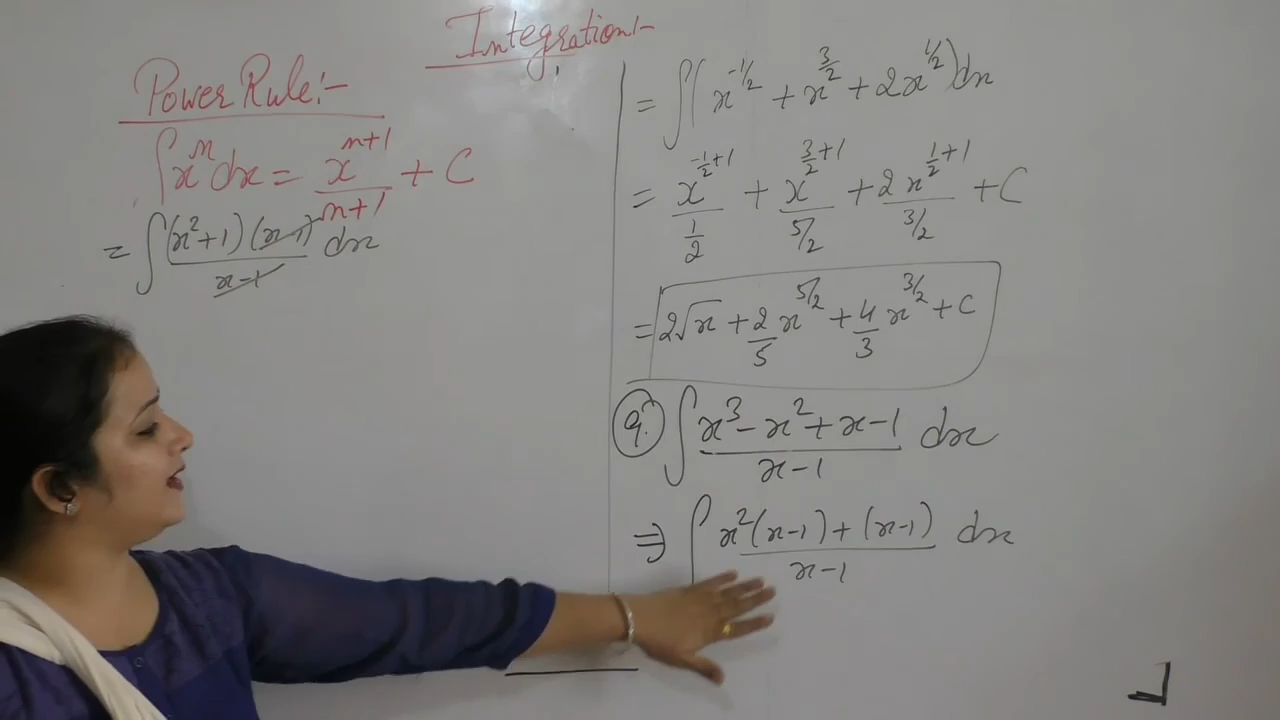 Integration:-
Power Rule:-
∫xⁿ dx = xⁿ⁺¹/n+1 + C
= ∫(x²+1)(x-1)/x-1 dx
= ∫(x^-1/2 + x^3/2 + 2x^1/2) dx
= x^-1/2+1/1/2 + x^3/2+1/5/2 + 2x^1/2+1/3/2 + C
= 2√x + 2/5 x^5/2 + 4/3 x^3/2 + C
9. ∫x³-x²+x-1/x-1 dx
⇒ ∫x²(x-1)+(x-1)/x-1 dx